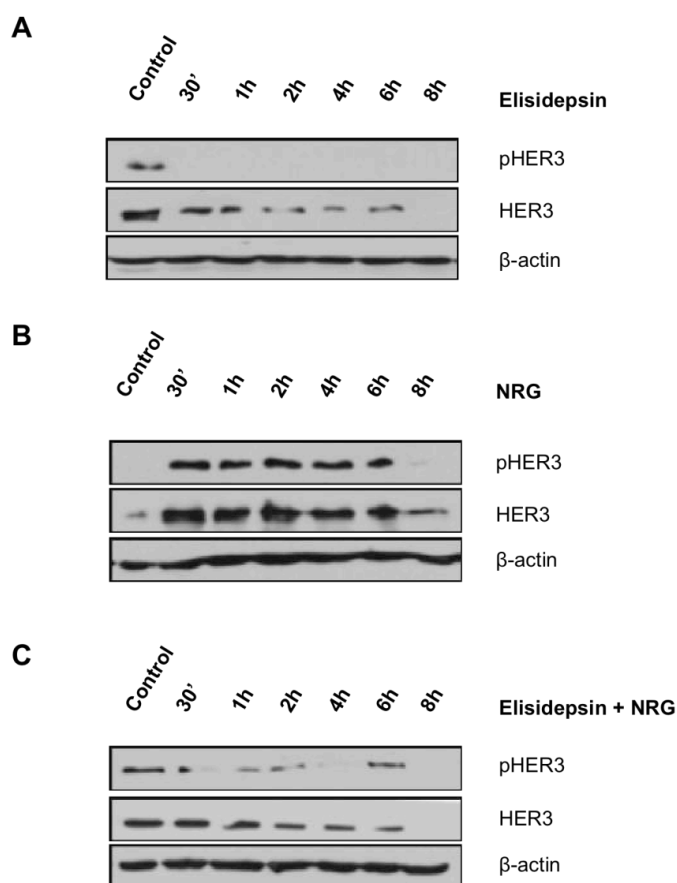 A
Control 30' 1h 2h 4h 6h 8h Elisidepsin
pHER3
HER3
β-actin
B
Control 30' 1h 2h 4h 6h 8h NRG
pHER3
HER3
β-actin
C
Control 30' 1h 2h 4h 6h 8h Elisidepsin + NRG
pHER3
HER3
β-actin